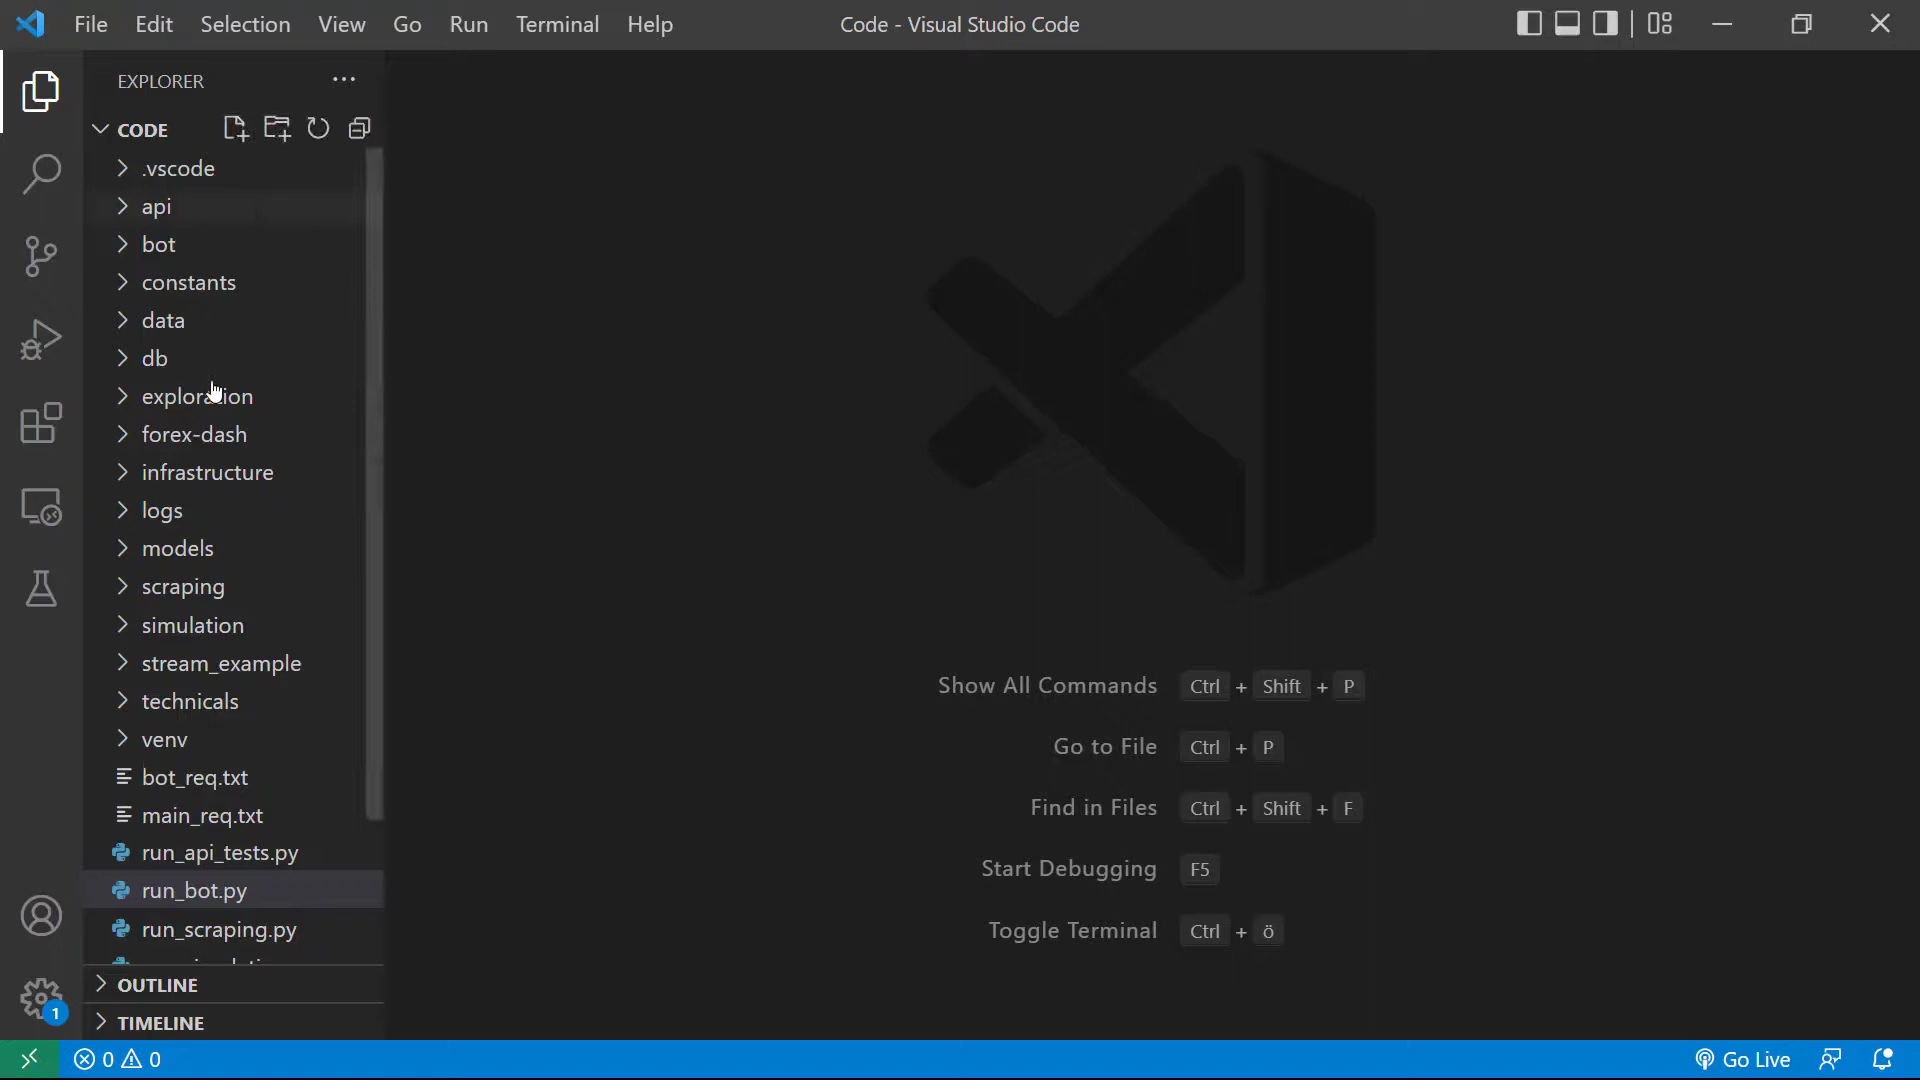 File Edit Selection View Go Run Terminal Help
Code - Visual Studio Code
EXPLORER
CODE
.vscode
api
bot
constants
data
db
exploration
forex-dash
infrastructure
logs
models
scraping
simulation
stream_example
technicals
venv
bot_req.txt
main_req.txt
run_api_tests.py
run_bot.py
run_scraping.py
OUTLINE
TIMELINE
Show All Commands Ctrl + Shift + P
Go to File Ctrl + P
Find in Files Ctrl + Shift + F
Start Debugging F5
Toggle Terminal Ctrl + ö
1
0 0
Go Live